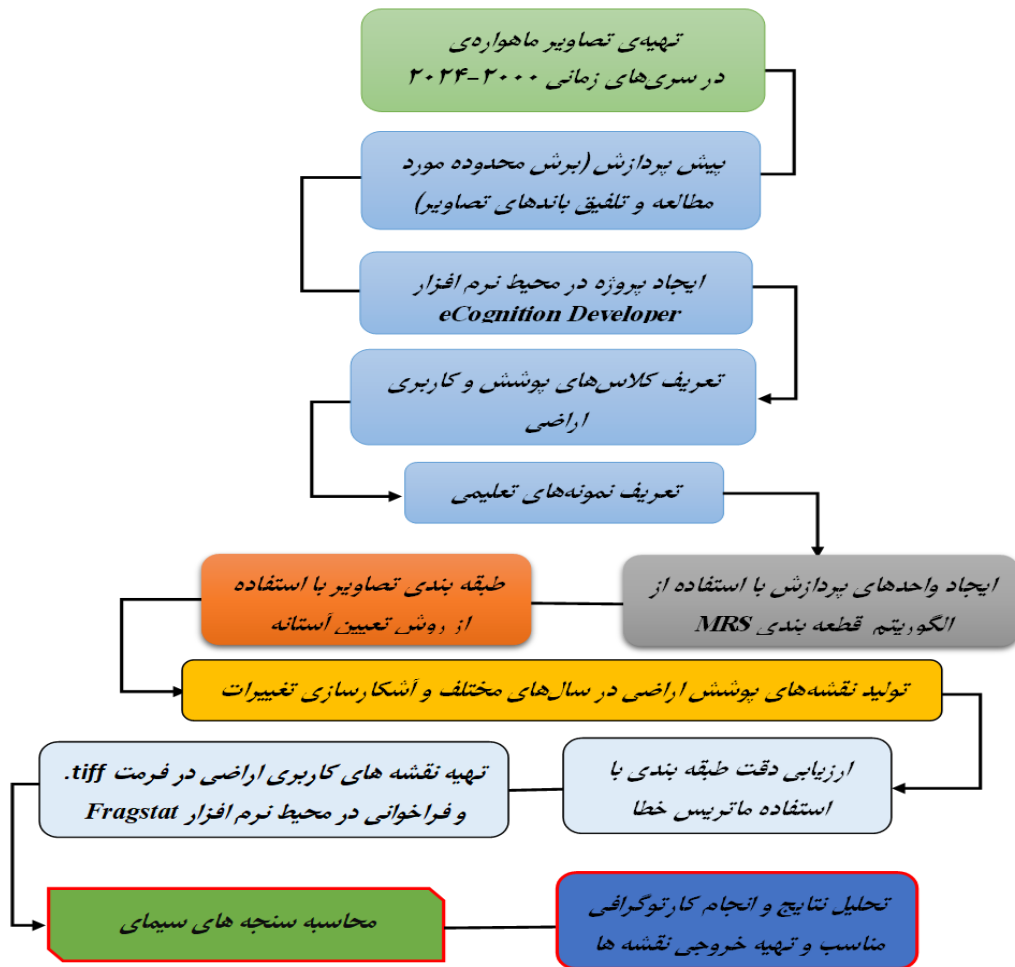 تهیه‌ی تصاویر ماهواره‌ی
در سری‌های زمانی ۲۰۰۰-۲۰۲۴
پیش پردازش (برش محدوده مورد
مطالعه و تلفیق باندهای تصاویر)
ایجاد پروژه در محیط نرم افزار
eCognition Developer
تعریف کلاس‌های پوشش و کاربری
اراضی
تعریف نمونه‌های تعلیمی
ایجاد واحدهای پردازش با استفاده از
الگوریتم قطعه بندی MRS
طبقه بندی تصاویر با استفاده
از روش تعیین آستانه
تولید نقشه‌های پوشش اراضی در سال‌های مختلف و آشکارسازی تغییرات
ارزیابی دقت طبقه بندی با
استفاده ماتریس خطا
تهیه نقشه های کاربری اراضی در فرمت tiff.
و فراخوانی در محیط نرم افزار Fragstat
محاسبه سنجه های سیمای
تحلیل نتایج و انجام کارتوگرافی
مناسب و تهیه خروجی نقشه ها